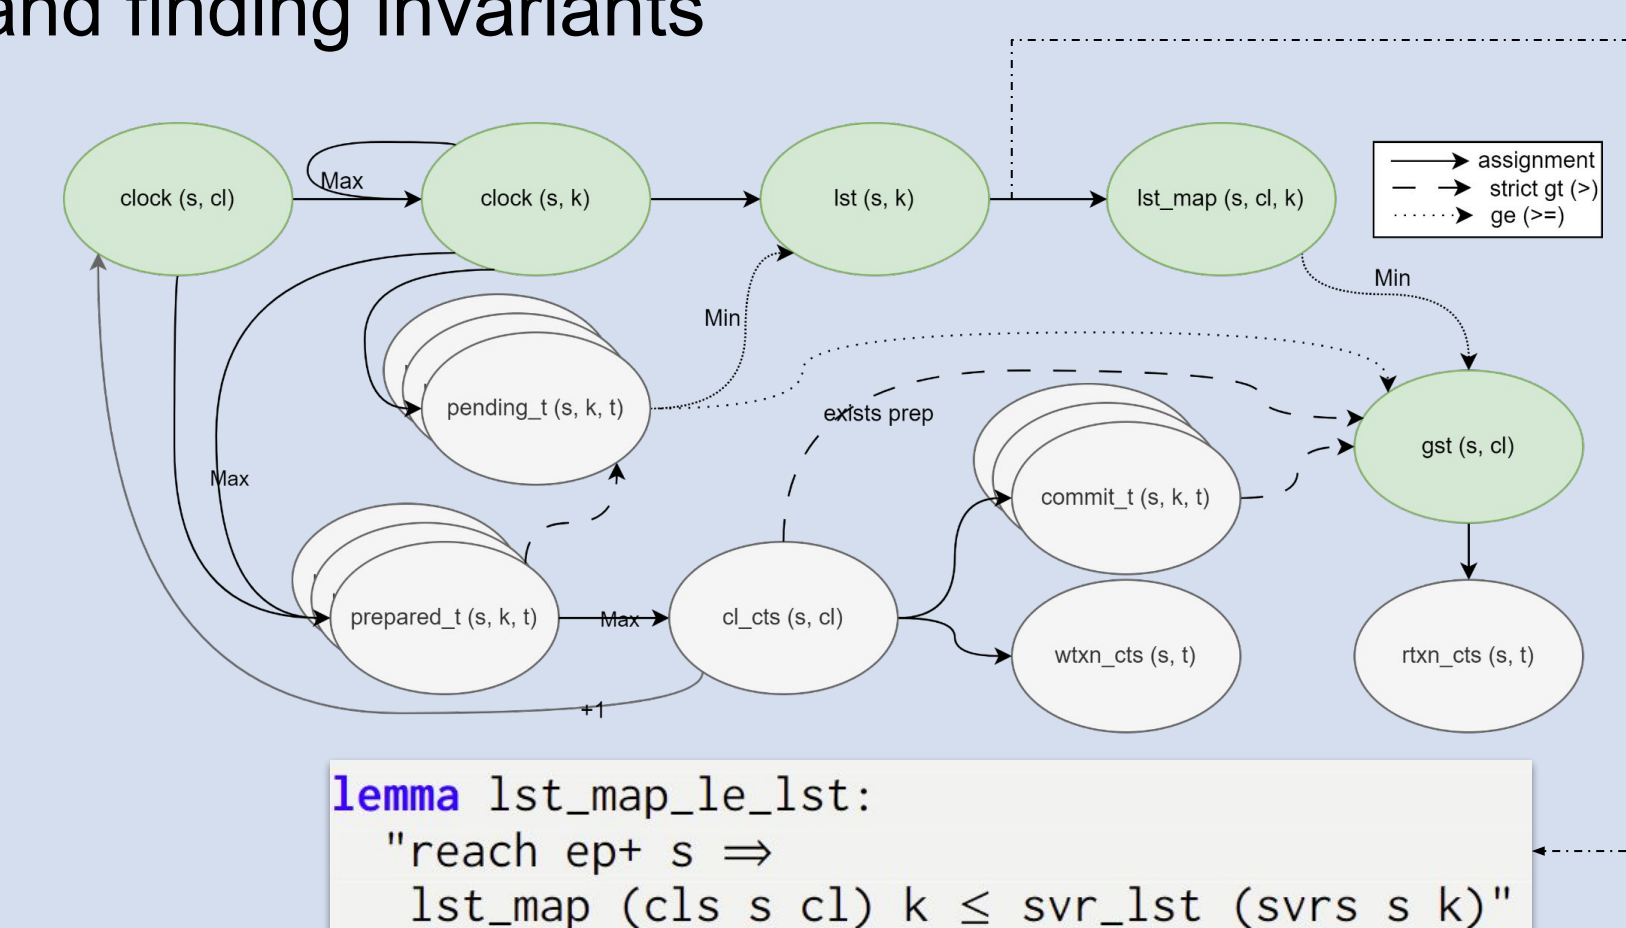 and finding invariants
clock (s, cl)
Max
clock (s, k)
lst (s, k)
lst_map (s, cl, k)
assignment
strict gt (>)
ge (>=)
Min
Min
pending_t (s, k, t)
exists prep
commit_t (s, k, t)
gst (s, cl)
Max
prepared_t (s, k, t)
Max
cl_cts (s, cl)
wtxn_cts (s, t)
rtxn_cts (s, t)
+1
lemma lst_map_le_lst:
"reach ep+ s ⇒
lst_map (cls s cl) k ≤ svr_lst (svrs s k)"